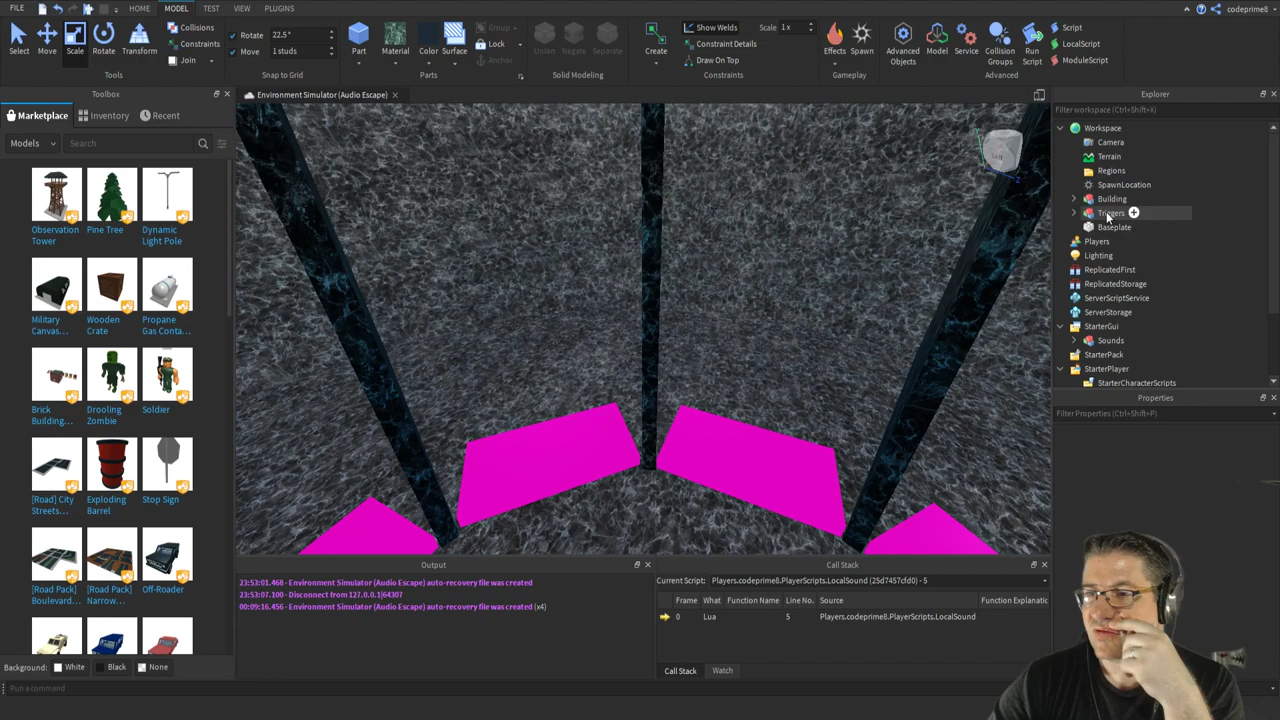 FILE HOME MODEL TEST VIEW PLUGINS codeprime8
Select Move Scale Rotate Transform
Collisions
Constraints
Join
Tools
Rotate 22.5°
Move 1 studs
Snap to Grid
Part Material Color Surface
Group
Lock
Anchor
Parts
Union Negate Separate
Solid Modeling
Create
Show Welds Scale 1x
Constraint Details
Draw On Top
Constraints
Effects Spawn
Gameplay
Advanced Objects Model Service Collision Groups Run Script
Script
LocalScript
ModuleScript
Advanced
Toolbox
Marketplace Inventory Recent
Models Search
Observation Tower Pine Tree Dynamic Light Pole
Military Canvas... Wooden Crate Propane Gas Conta...
Brick Building... Drooling Zombie Soldier
[Road] City Streets... Exploding Barrel Stop Sign
[Road Pack] Boulevard... [Road Pack] Narrow... Off-Roader
Background: White Black None
Run a command
Environment Simulator (Audio Escape)
Explorer
Filter workspace (Ctrl+Shift+X)
Workspace
Camera
Terrain
Regions
SpawnLocation
Building
Triggers
Baseplate
Players
Lighting
ReplicatedFirst
ReplicatedStorage
ServerScriptService
ServerStorage
StarterGui
Sounds
StarterPack
StarterPlayer
StarterCharacterScripts
Properties
Filter Properties (Ctrl+Shift+P)
Output
23:53:01.468 - Environment Simulator (Audio Escape) auto-recovery file was created
23:53:07.100 - Disconnect from 127.0.0.1|64307
00:09:16.456 - Environment Simulator (Audio Escape) auto-recovery file was created (x4)
Call Stack
Current Script: Players.codeprime8.PlayerScripts.LocalSound (25d7457cfd0) - 5
Frame What Function Name Line No. Source Function Explanatic
0 Lua 5 Players.codeprime8.PlayerScripts.LocalSound
Call Stack Watch